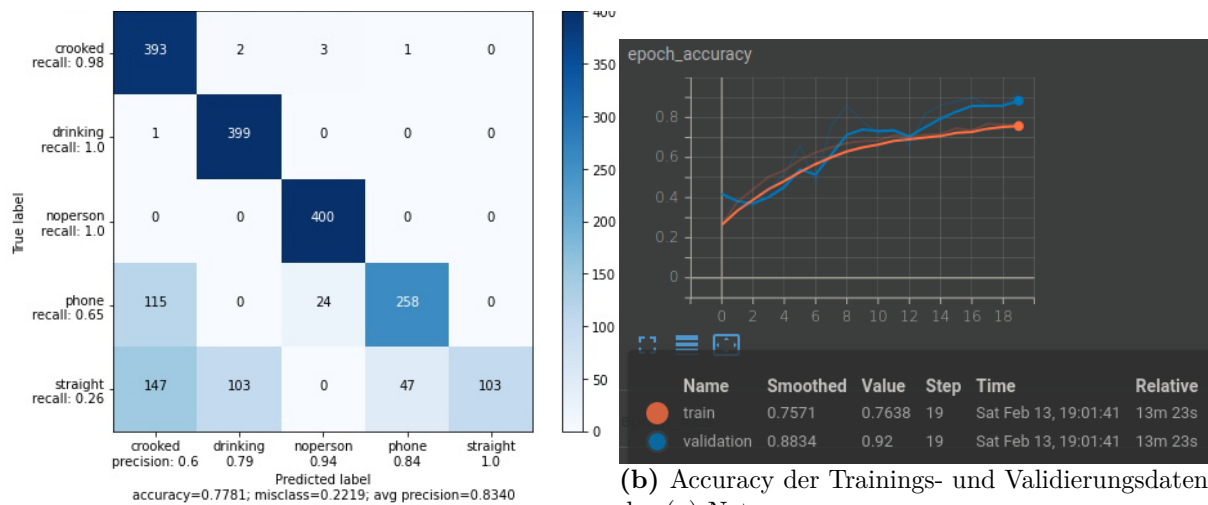 crooked
recall: 0.98
393 2 3 1 0
drinking
recall: 1.0
1 399 0 0 0
noperson
recall: 1.0
0 0 400 0 0
phone
recall: 0.65
115 0 24 258 0
straight
recall: 0.26
147 103 0 47 103
True label
crooked drinking noperson phone straight
precision: 0.6 0.79 0.94 0.84 1.0
Predicted label
accuracy=0.7781; misclass=0.2219; avg precision=0.8340
400
350
300
250
200
150
100
50
0
epoch_accuracy
0.8
0.6
0.4
0.2
0
0 2 4 6 8 10 12 14 16 18
Name Smoothed Value Step Time Relative
train 0.7571 0.7638 19 Sat Feb 13, 19:01:41 13m 23s
validation 0.8834 0.92 19 Sat Feb 13, 19:01:41 13m 23s
(b) Accuracy der Trainings- und Validierungsdaten